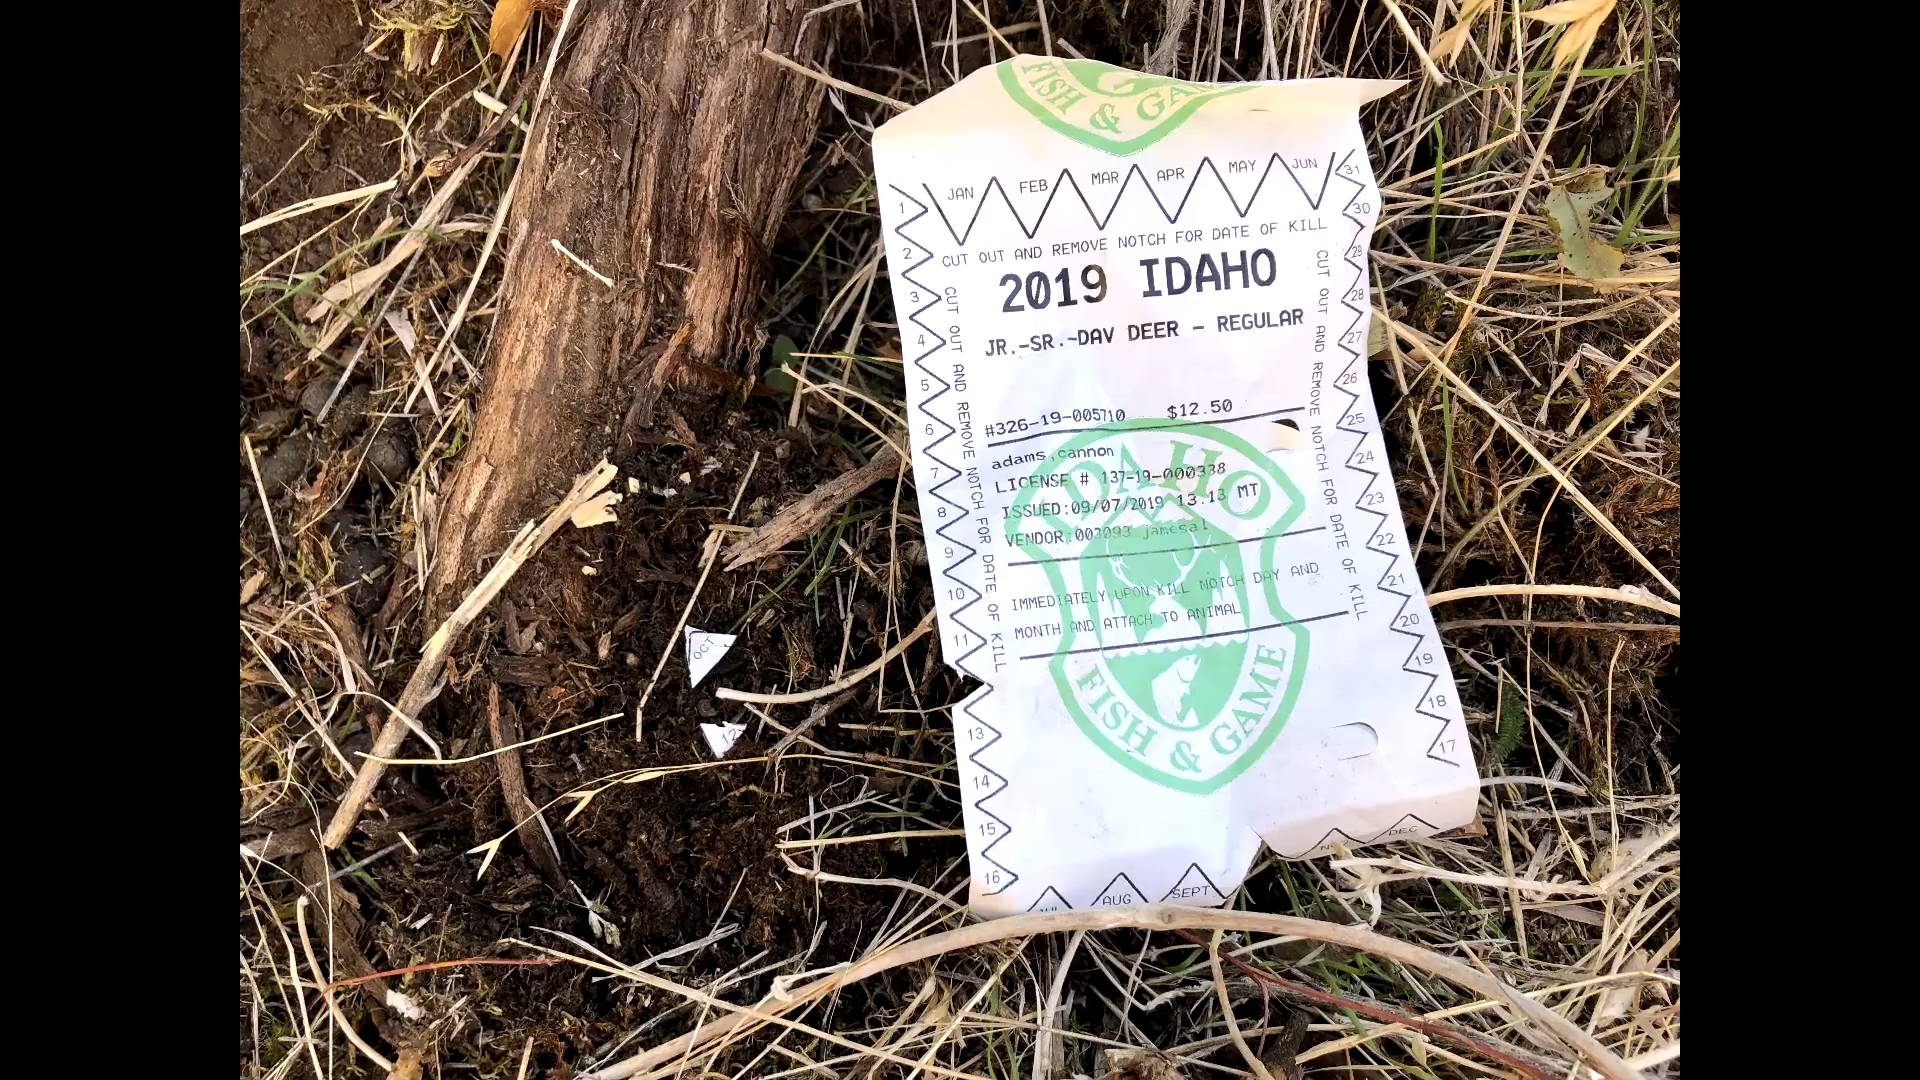 FISH & GAME
JAN FEB MAR APR MAY JUN
CUT OUT AND REMOVE NOTCH FOR DATE OF KILL
2019 IDAHO
JR.-SR.-DAV DEER - REGULAR
#326-19-005710 $12.50
adams, cannon
LICENSE # 137-19-000338
ISSUED:09/07/2019 13.13 MT
VENDOR:003093 jamesal
IMMEDIATELY UPON KILL NOTCH DAY AND
MONTH AND ATTACH TO ANIMAL
IDAHO
FISH & GAME
1
2
3
4
5
6
7
8
9
10
11
13
14
15
16
CUT OUT AND REMOVE NOTCH FOR DATE OF KILL
CUT OUT AND REMOVE NOTCH FOR DATE OF KILL
31
30
29
28
27
26
25
24
23
22
21
20
19
18
17
AUG SEPT DEC
OCT
12